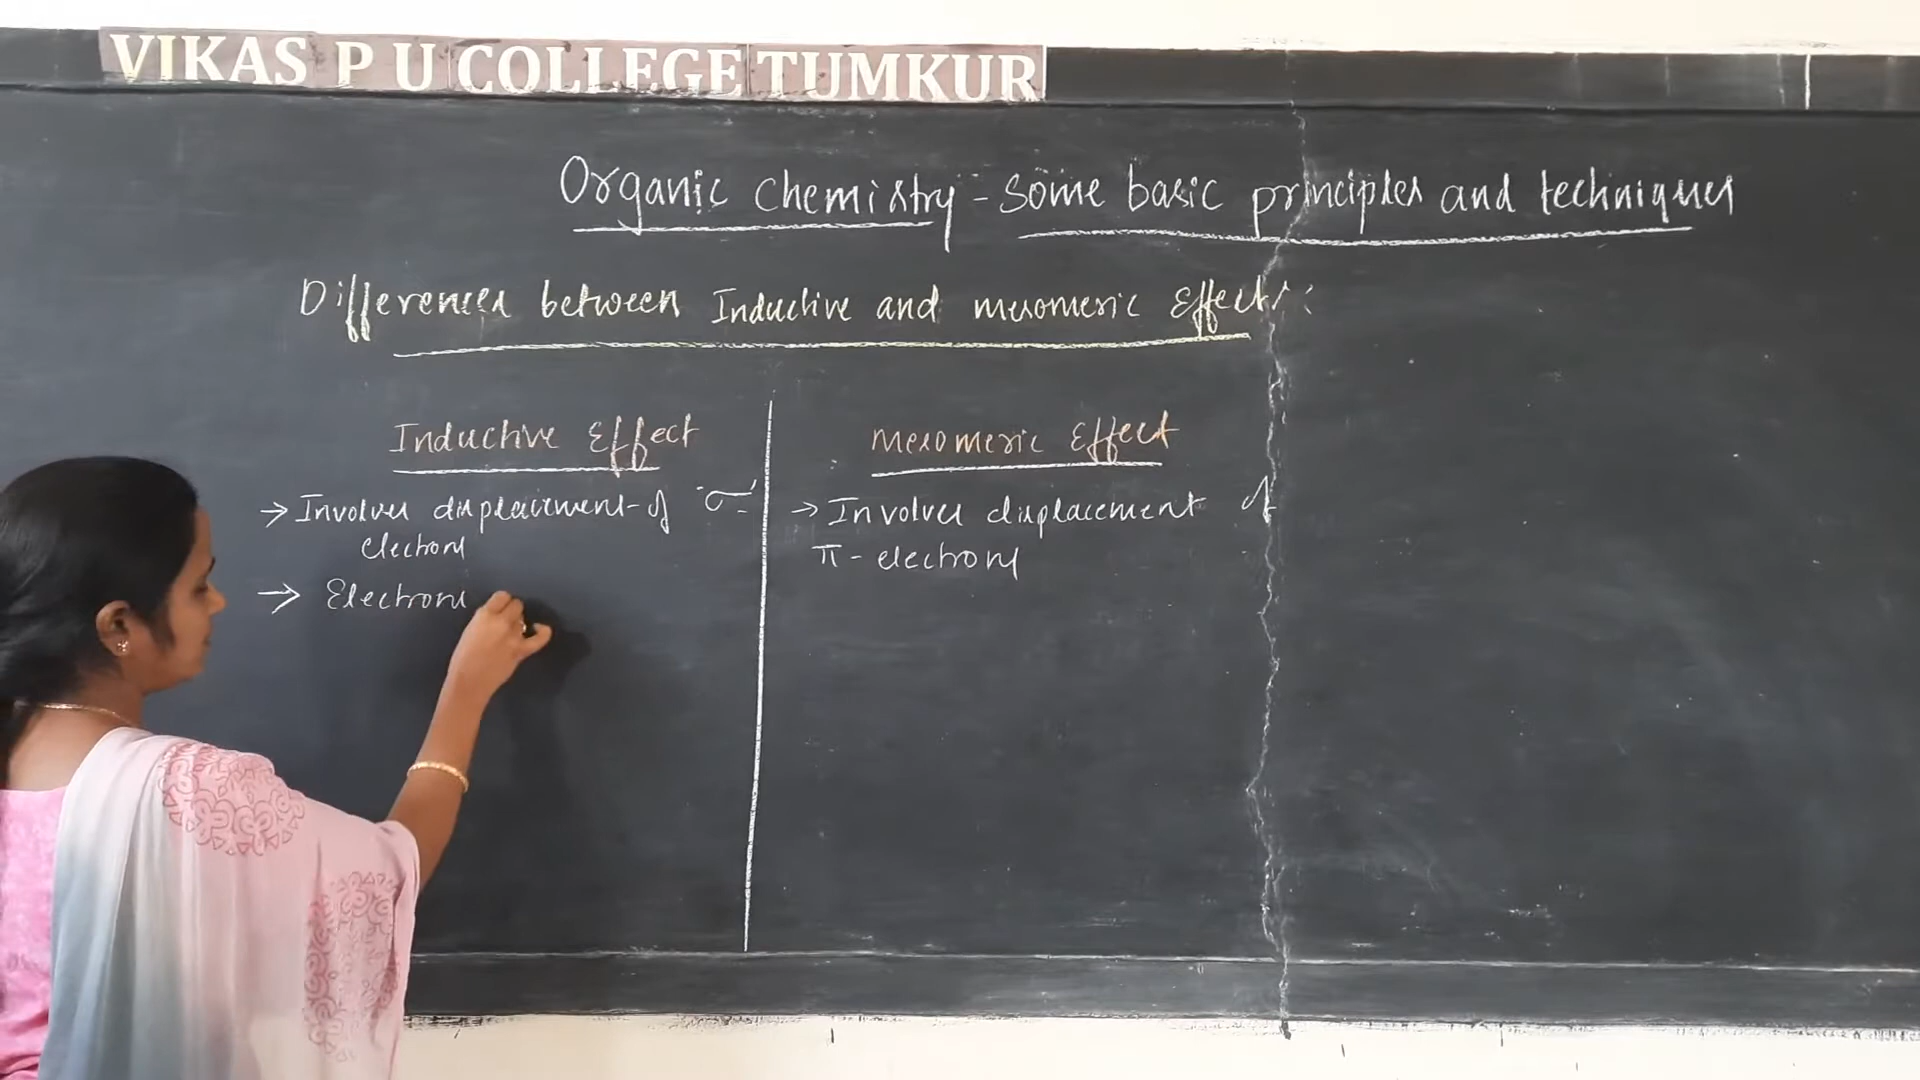 VIKAS P U COLLEGE TUMKUR
Organic Chemistry - Some basic principles and techniques
Differences between Inductive and mesomeric Effects:
Inductive Effect
→ Involves displacement of 'σ'-
electrons
→ Electrons
Mesomeric Effect
→ Involves displacement of
π - electrons